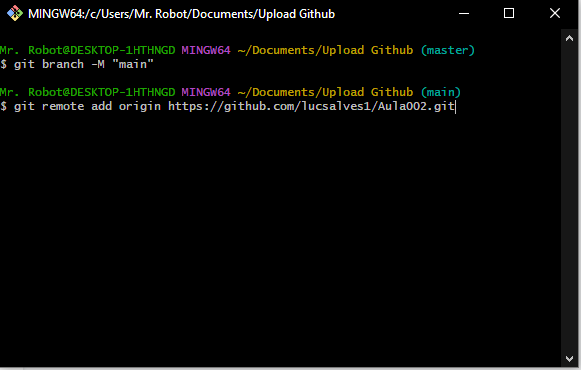 MINGW64:/c/Users/Mr. Robot/Documents/Upload Github
Mr. Robot@DESKTOP-1HTHNGD MINGW64 ~/Documents/Upload Github (master)
$ git branch -M "main"
Mr. Robot@DESKTOP-1HTHNGD MINGW64 ~/Documents/Upload Github (main)
$ git remote add origin https://github.com/lucsalves1/Aula002.git